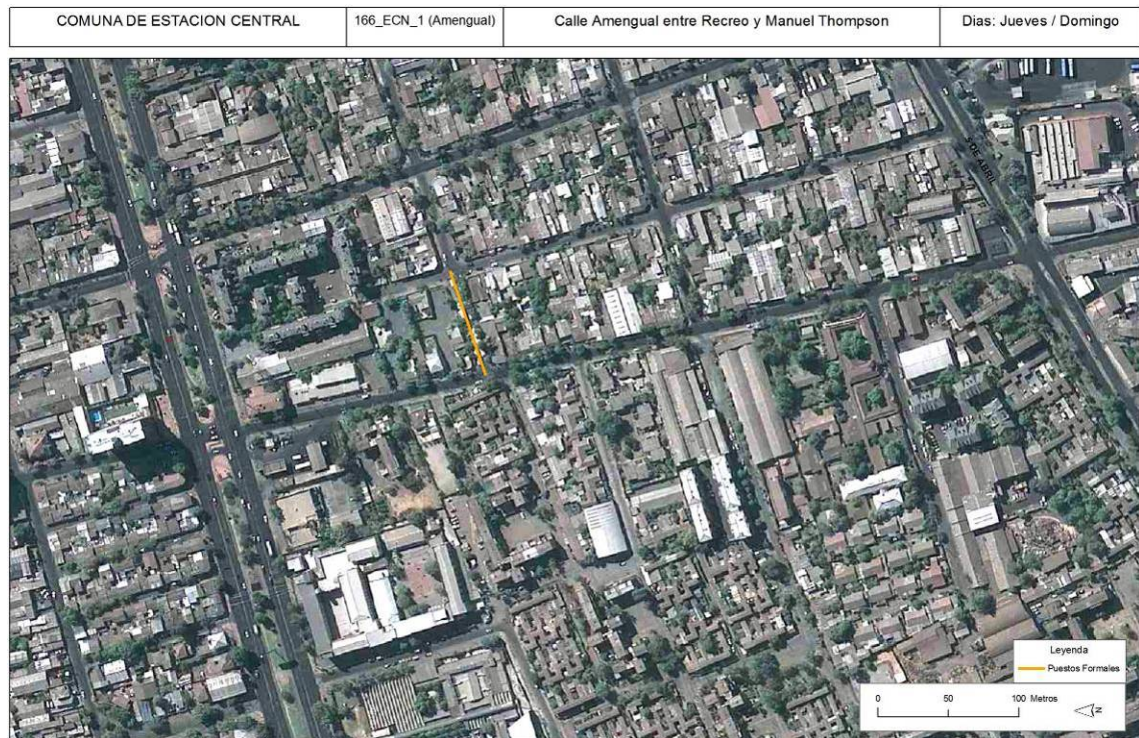 COMUNA DE ESTACION CENTRAL
166_ECN_1 (Amengual)
Calle Amengual entre Recreo y Manuel Thompson
Dias: Jueves / Domingo
DE ABRIL
Leyenda
Puestos Formales
0 50 100 Metros
N